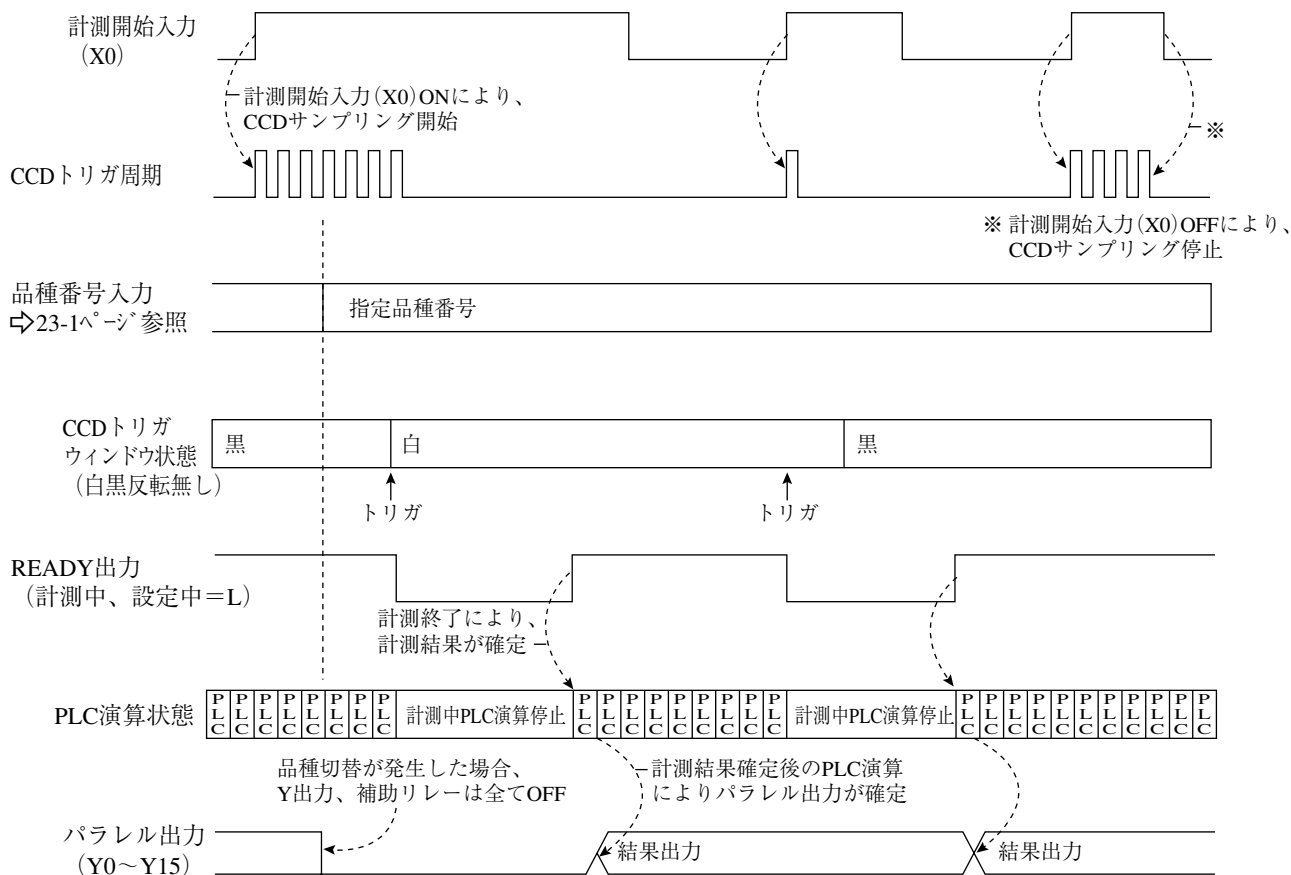 計測開始入力
（X0）
計測開始入力（X0）ONにより、
CCDサンプリング開始
※
CCDトリガ周期
※ 計測開始入力（X0）OFFにより、
CCDサンプリング停止
品種番号入力
⇨23-1ﾍﾟｰｼﾞ参照
指定品種番号
CCDトリガ
ウィンドウ状態
（白黒反転無し）
黒
白
黒
トリガ
トリガ
READY出力
（計測中、設定中＝L）
計測終了により、
計測結果が確定
PLC演算状態
PLC PLC PLC PLC PLC PLC PLC PLC 計測中PLC演算停止 PLC PLC PLC PLC PLC PLC PLC PLC PLC 計測中PLC演算停止 PLC PLC PLC PLC PLC PLC PLC PLC PLC PLC PLC
品種切替が発生した場合、
Y出力、補助リレーは全てOFF
計測結果確定後のPLC演算
によりパラレル出力が確定
パラレル出力
（Y0～Y15）
結果出力
結果出力